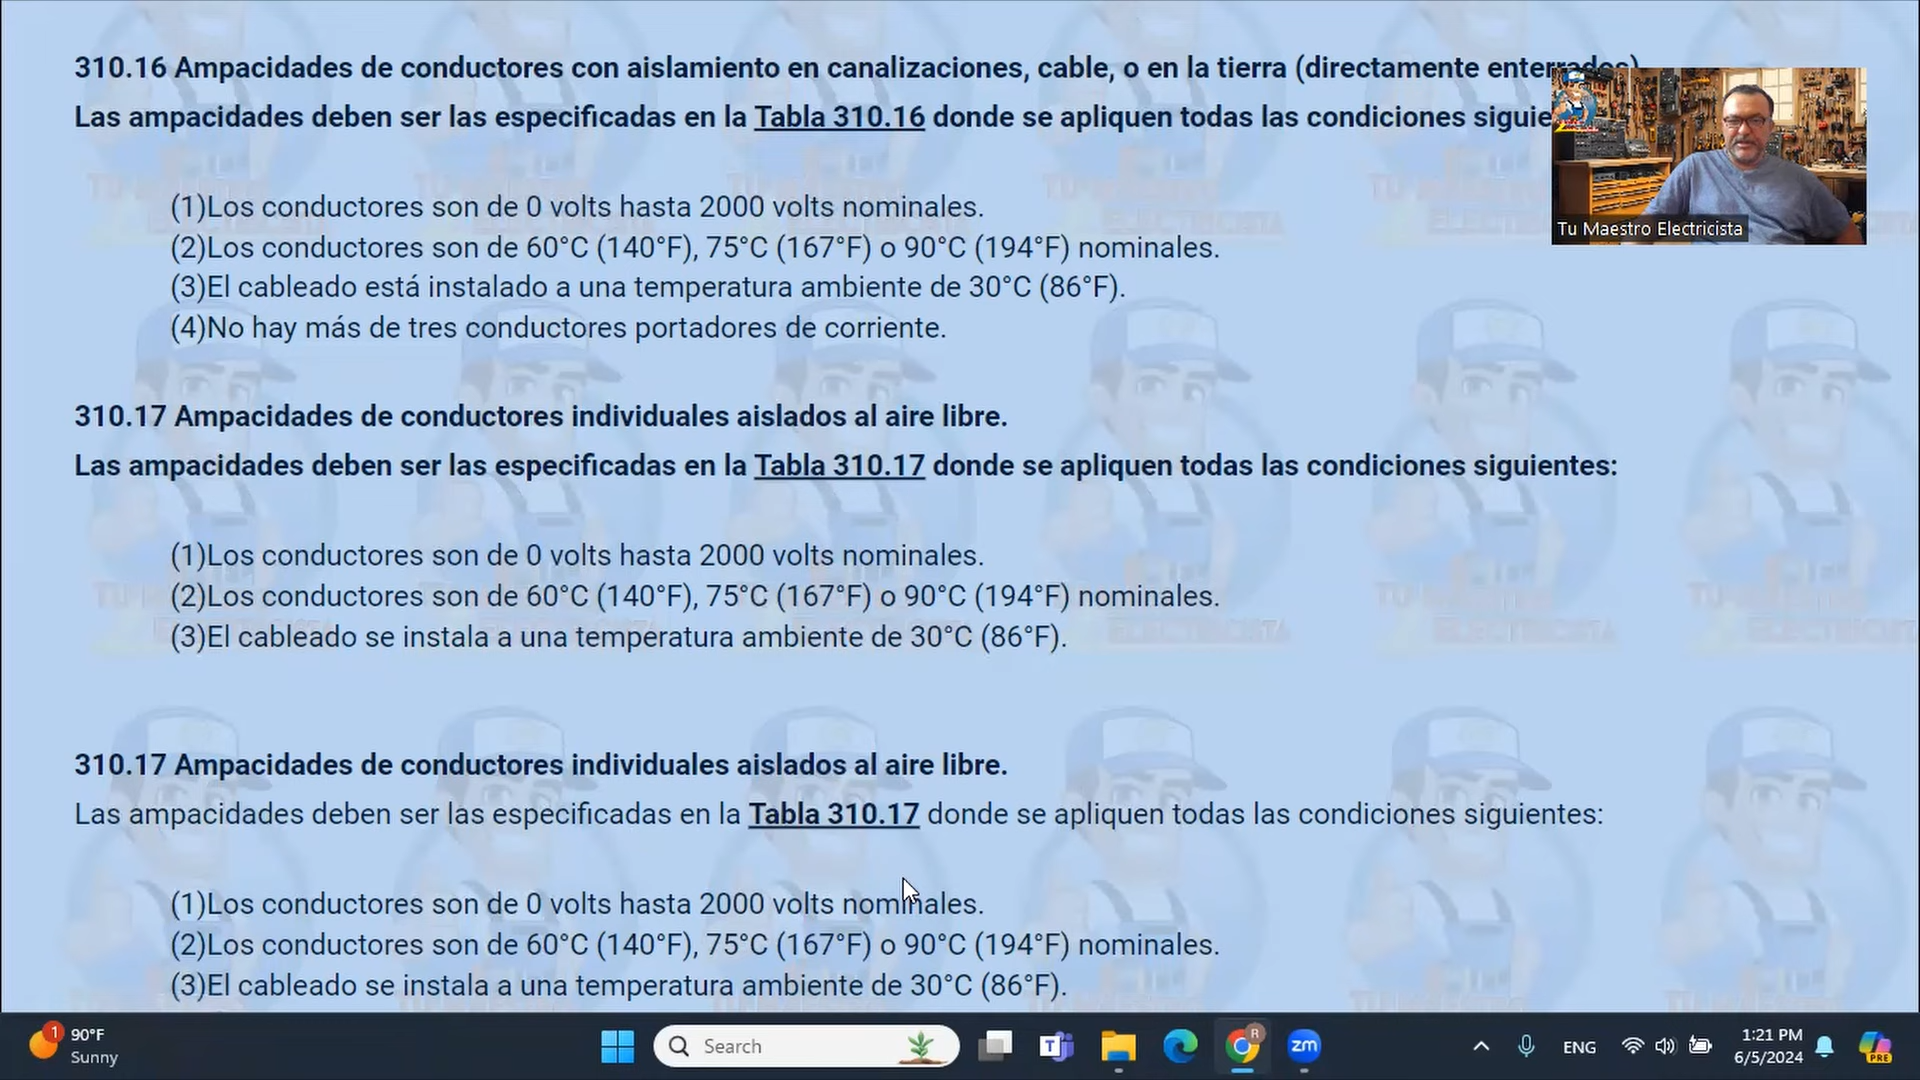 310.16 Ampacidades de conductores con aislamiento en canalizaciones, cable, o en la tierra (directamente enterrados)
Las ampacidades deben ser las especificadas en la Tabla 310.16 donde se apliquen todas las condiciones
(1)Los conductores son de 0 volts hasta 2000 volts nominales.
(2)Los conductores son de 60°C (140°F), 75°C (167°F) o 90°C (194°F) nominales.
(3)El cableado está instalado a una temperatura ambiente de 30°C (86°F).
(4)No hay más de tres conductores portadores de corriente.
Tu Maestro Electricista
310.17 Ampacidades de conductores individuales aislados al aire libre.
Las ampacidades deben ser las especificadas en la Tabla 310.17 donde se apliquen todas las condiciones siguientes:
(1)Los conductores son de 0 volts hasta 2000 volts nominales.
(2)Los conductores son de 60°C (140°F), 75°C (167°F) o 90°C (194°F) nominales.
(3)El cableado se instala a una temperatura ambiente de 30°C (86°F).
310.17 Ampacidades de conductores individuales aislados al aire libre.
Las ampacidades deben ser las especificadas en la Tabla 310.17 donde se apliquen todas las condiciones siguientes:
(1)Los conductores son de 0 volts hasta 2000 volts nominales.
(2)Los conductores son de 60°C (140°F), 75°C (167°F) o 90°C (194°F) nominales.
(3)El cableado se instala a una temperatura ambiente de 30°C (86°F).
1
90°F
Sunny
Search
R
zm
ENG
1:21 PM
6/5/2024
PRE